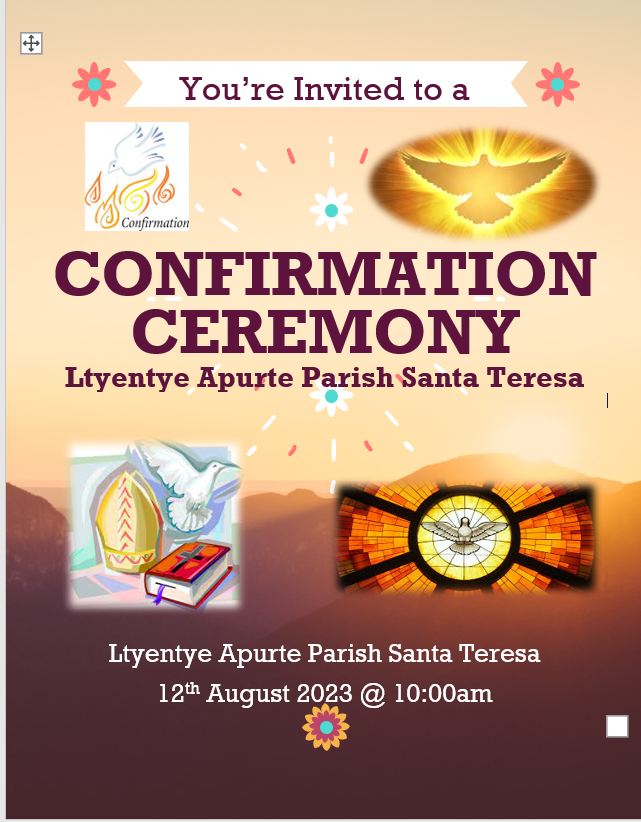 You're Invited to a
Confirmation
CONFIRMATION
CEREMONY
Ltyentye Apurte Parish Santa Teresa
Ltyentye Apurte Parish Santa Teresa
12th August 2023 @ 10:00am